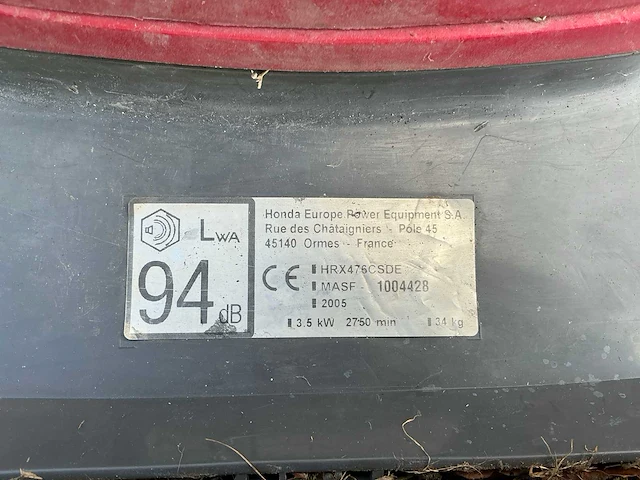 LWA
94 dB
Honda Europe Power Equipment S.A
Rue des Châtaigniers - Pôle 45
45140 Ormes - France
CE
HRX476CSDE
MASF - 1004428
2005
3.5 kW 2750 min 34 kg